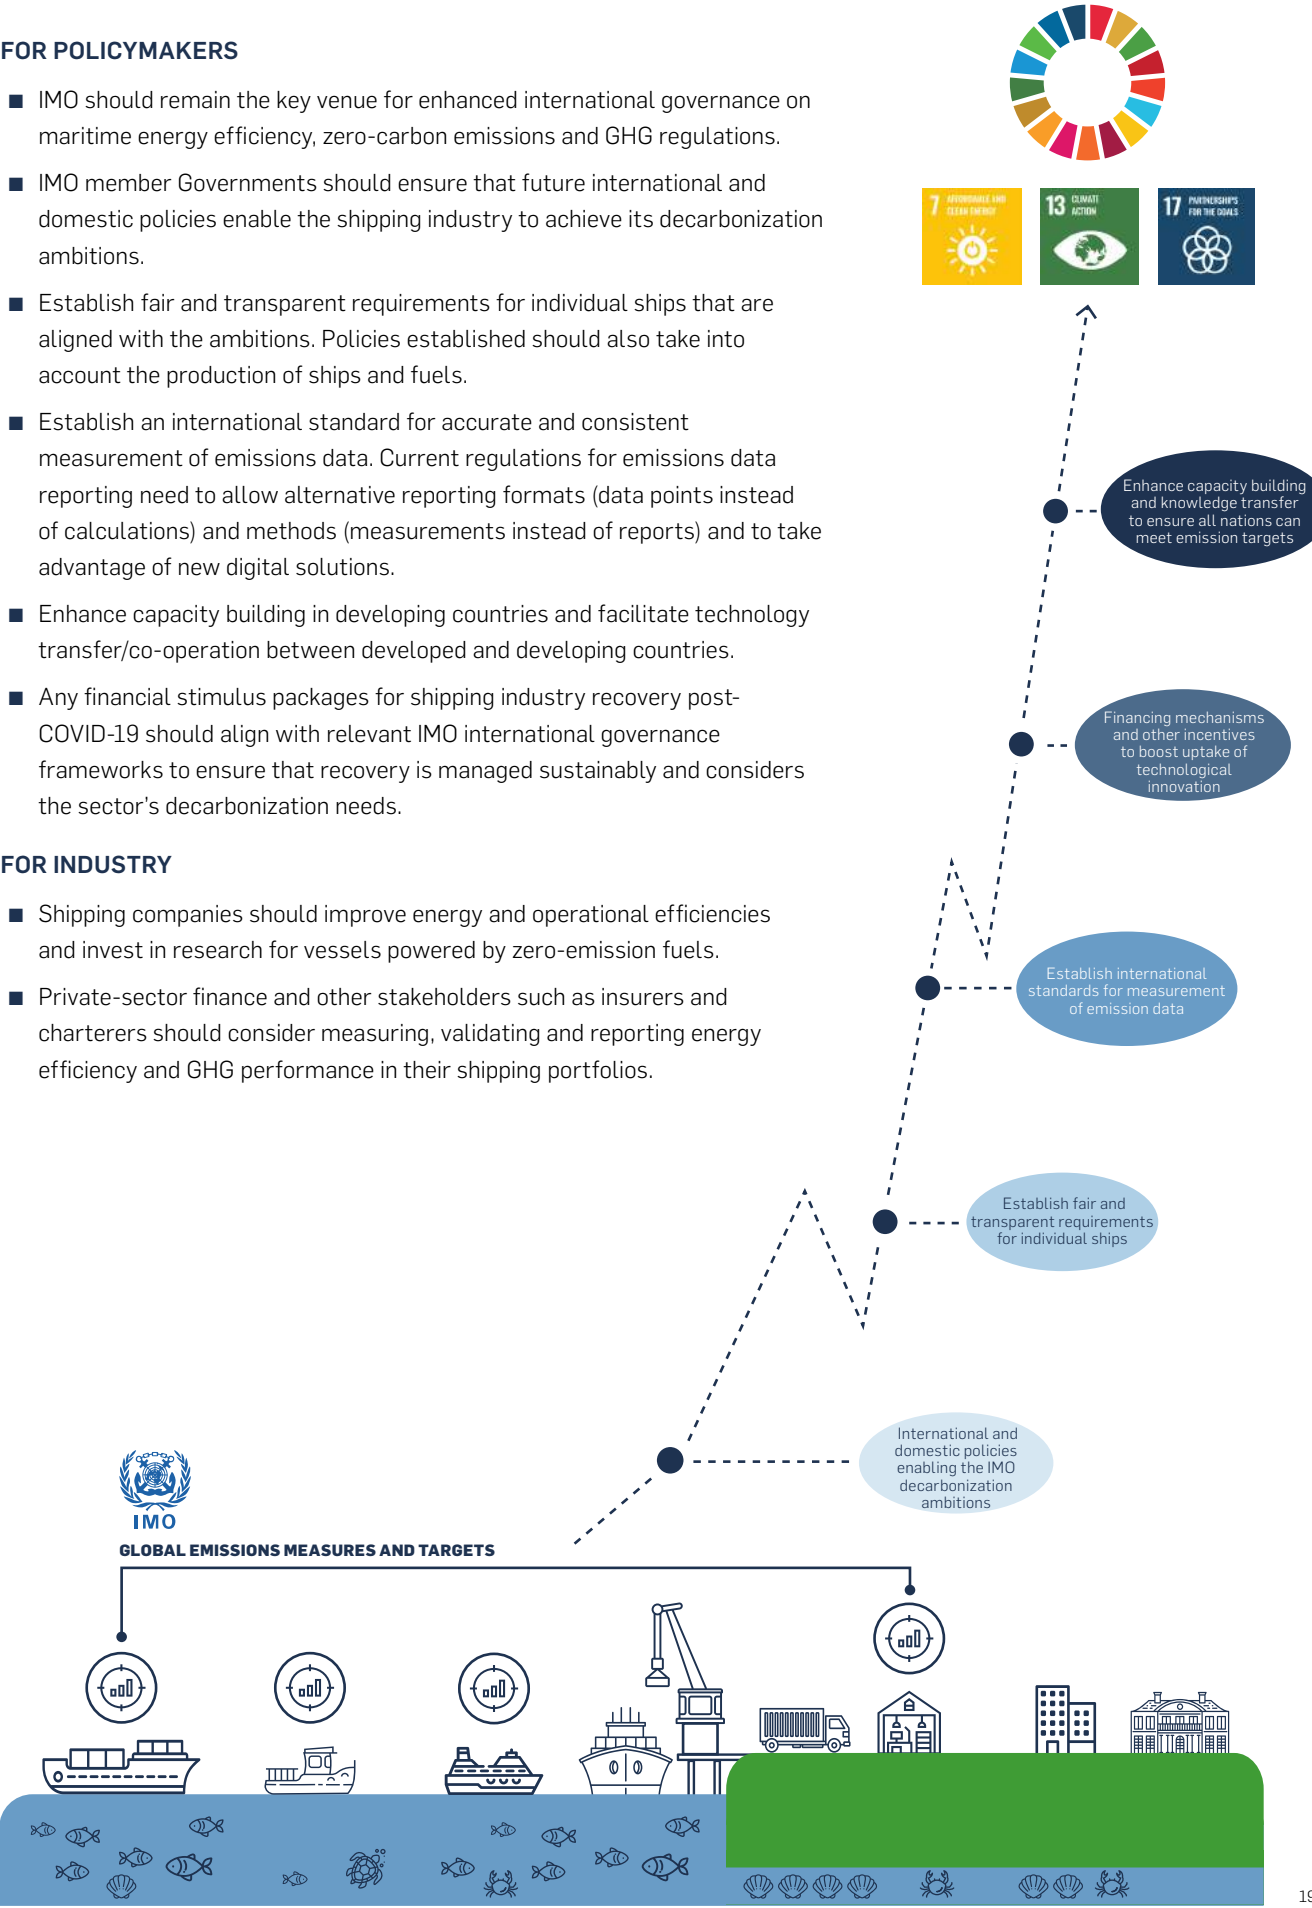 FOR POLICYMAKERS
■ IMO should remain the key venue for enhanced international governance on
maritime energy efficiency, zero-carbon emissions and GHG regulations.
■ IMO member Governments should ensure that future international and
domestic policies enable the shipping industry to achieve its decarbonization
ambitions.
■ Establish fair and transparent requirements for individual ships that are
aligned with the ambitions. Policies established should also take into
account the production of ships and fuels.
■ Establish an international standard for accurate and consistent
measurement of emissions data. Current regulations for emissions data
reporting need to allow alternative reporting formats (data points instead
of calculations) and methods (measurements instead of reports) and to take
advantage of new digital solutions.
■ Enhance capacity building in developing countries and facilitate technology
transfer/co-operation between developed and developing countries.
■ Any financial stimulus packages for shipping industry recovery post-
COVID-19 should align with relevant IMO international governance
frameworks to ensure that recovery is managed sustainably and considers
the sector's decarbonization needs.
FOR INDUSTRY
■ Shipping companies should improve energy and operational efficiencies
and invest in research for vessels powered by zero-emission fuels.
■ Private-sector finance and other stakeholders such as insurers and
charterers should consider measuring, validating and reporting energy
efficiency and GHG performance in their shipping portfolios.
7 AFFORDABLE AND
CLEAN ENERGY
13 CLIMATE
ACTION
17 PARTNERSHIPS
FOR THE GOALS
Enhance capacity building
and knowledge transfer
to ensure all nations can
meet emission targets
Financing mechanisms
and other incentives
to boost uptake of
technological
innovation
Establish international
standards for measurement
of emission data
Establish fair and
transparent requirements
for individual ships
International and
domestic policies
enabling the IMO
decarbonization
ambitions
IMO
GLOBAL EMISSIONS MEASURES AND TARGETS
19